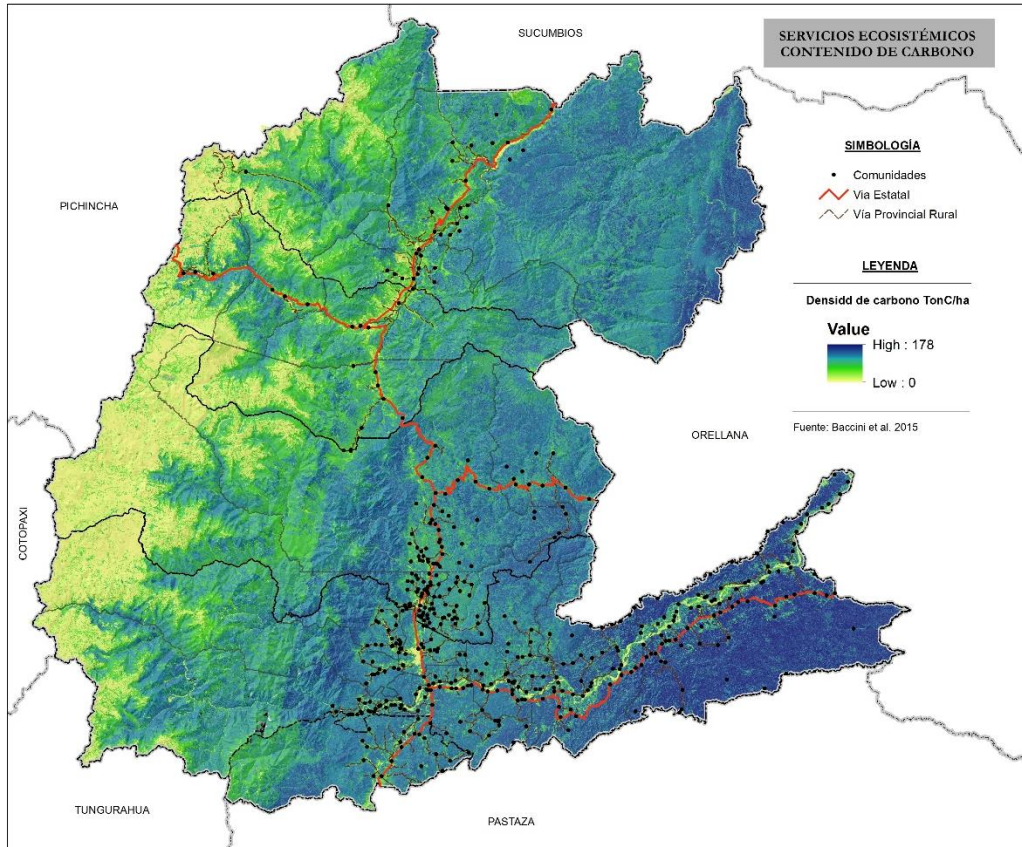 SUCUMBIOS
SERVICIOS ECOSISTÉMICOS
CONTENIDO DE CARBONO
SIMBOLOGÍA
Comunidades
Via Estatal
Vía Provincial Rural
PICHINCHA
LEYENDA
Densidd de carbono TonC/ha
Value
High : 178
Low : 0
Fuente: Baccini et al. 2015
ORELLANA
COTOPAXI
TUNGURAHUA
PASTAZA